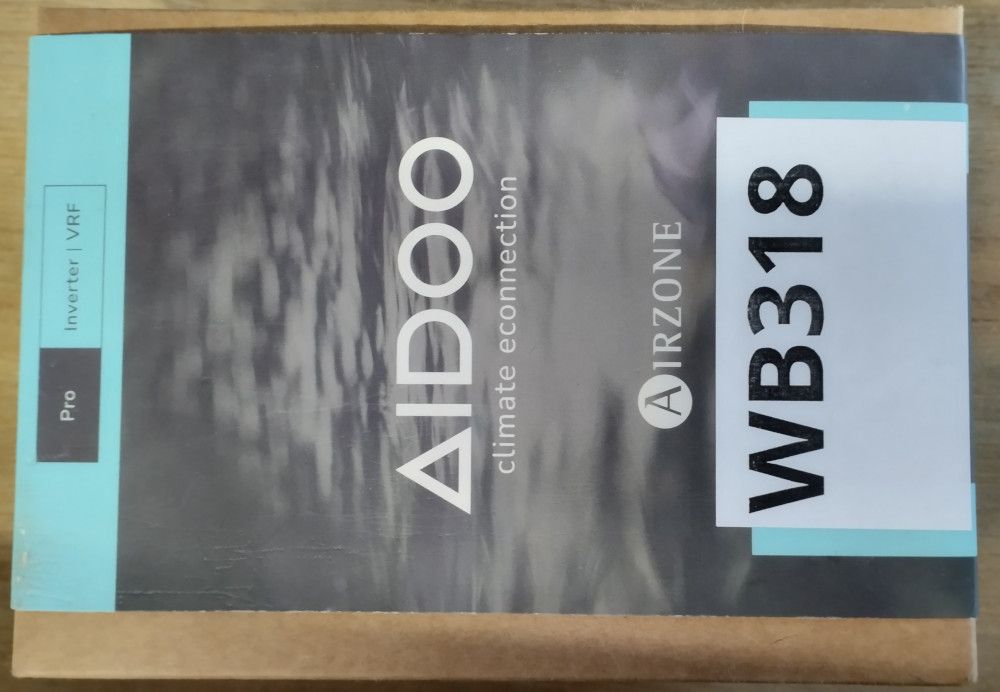 Pro Inverter | VRF
AIDOO
climate econnection
AIRZONE
WB318